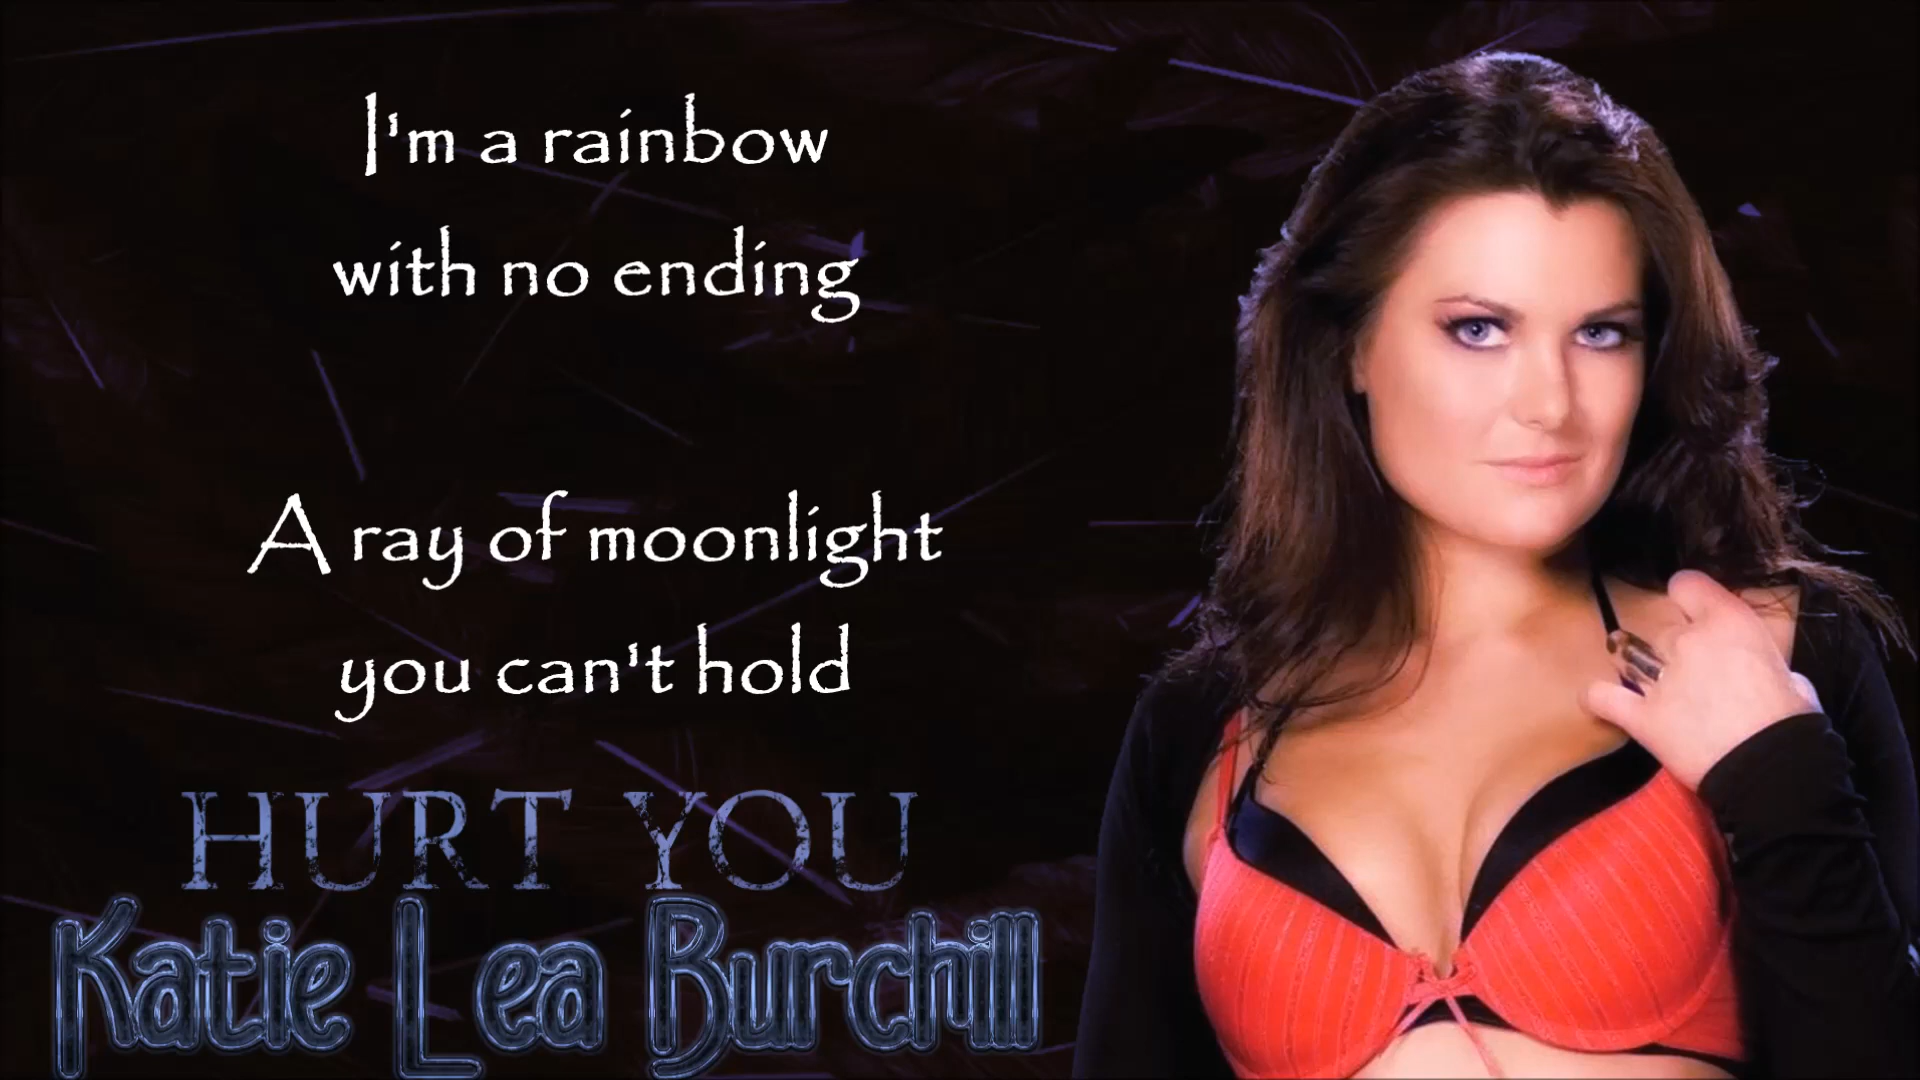 I'm a rainbow
with no ending
A ray of moonlight
you can't hold
HURT YOU
Katie Lea Burchill